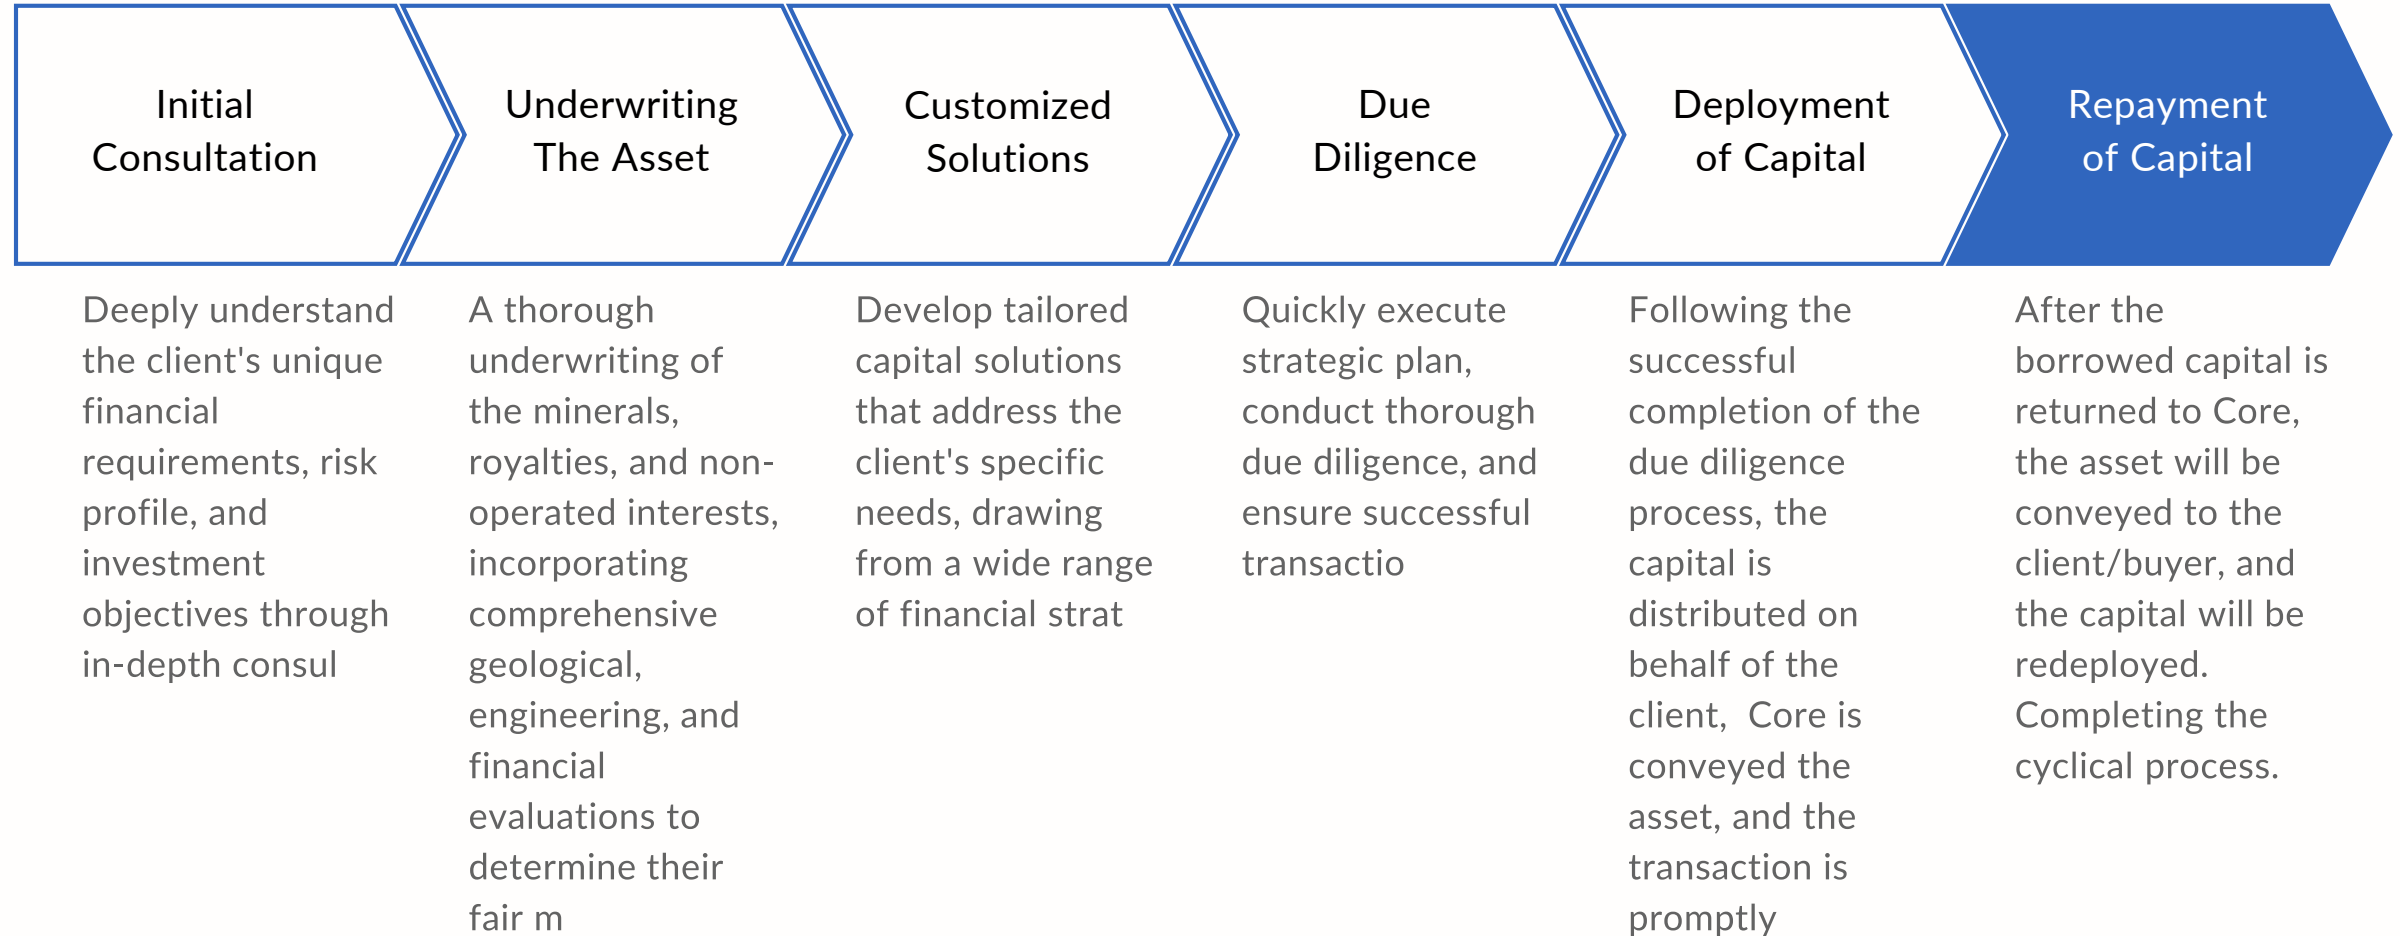 Initial
Consultation
Underwriting
The Asset
Customized
Solutions
Due
Diligence
Deployment
of Capital
Repayment
of Capital
Deeply understand
the client's unique
financial
requirements, risk
profile, and
investment
objectives through
in-depth consul
A thorough
underwriting of
the minerals,
royalties, and non-
operated interests,
incorporating
comprehensive
geological,
engineering, and
financial
evaluations to
determine their
fair m
Develop tailored
capital solutions
that address the
client's specific
needs, drawing
from a wide range
of financial strat
Quickly execute
strategic plan,
conduct thorough
due diligence, and
ensure successful
transactio
Following the
successful
completion of the
due diligence
process, the
capital is
distributed on
behalf of the
client,  Core is
conveyed the
asset, and the
transaction is
promptly
After the
borrowed capital is
returned to Core,
the asset will be
conveyed to the
client/buyer, and
the capital will be
redeployed.
Completing the
cyclical process.